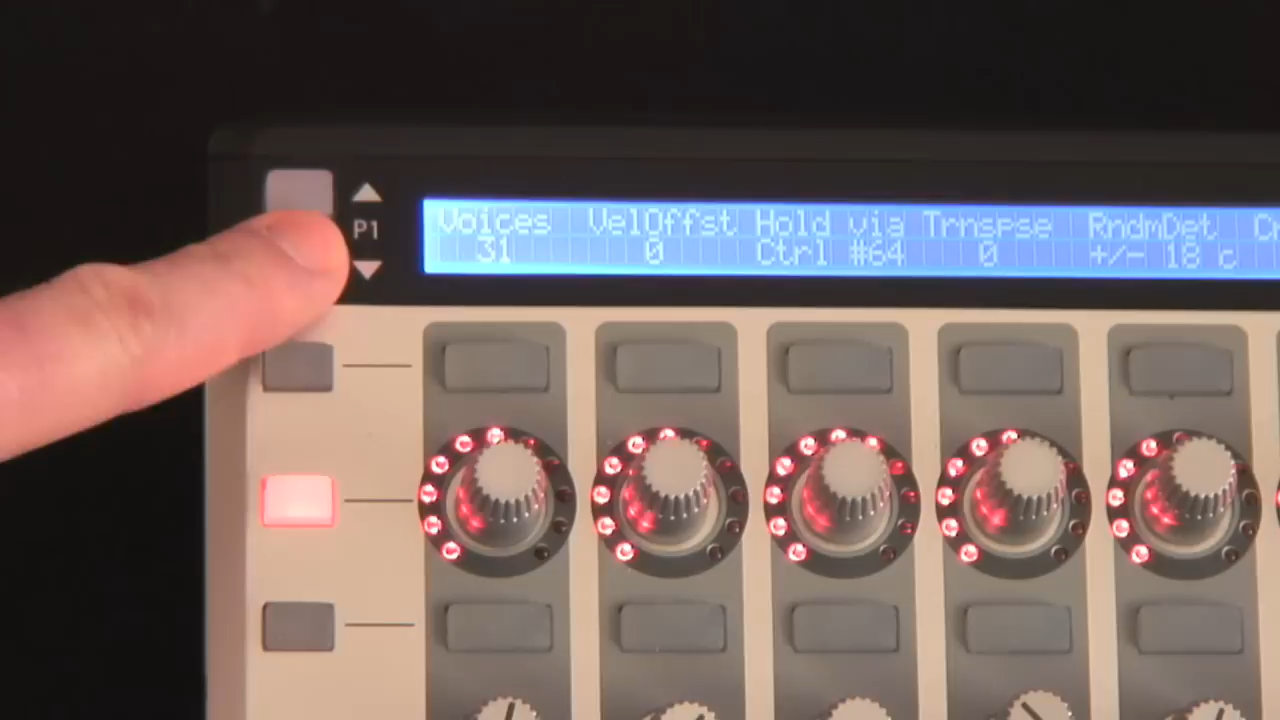 P1
Voices VelOffst Hold via Trnspse RndmDet
31 0 Ctrl #64 0 +/- 18 c